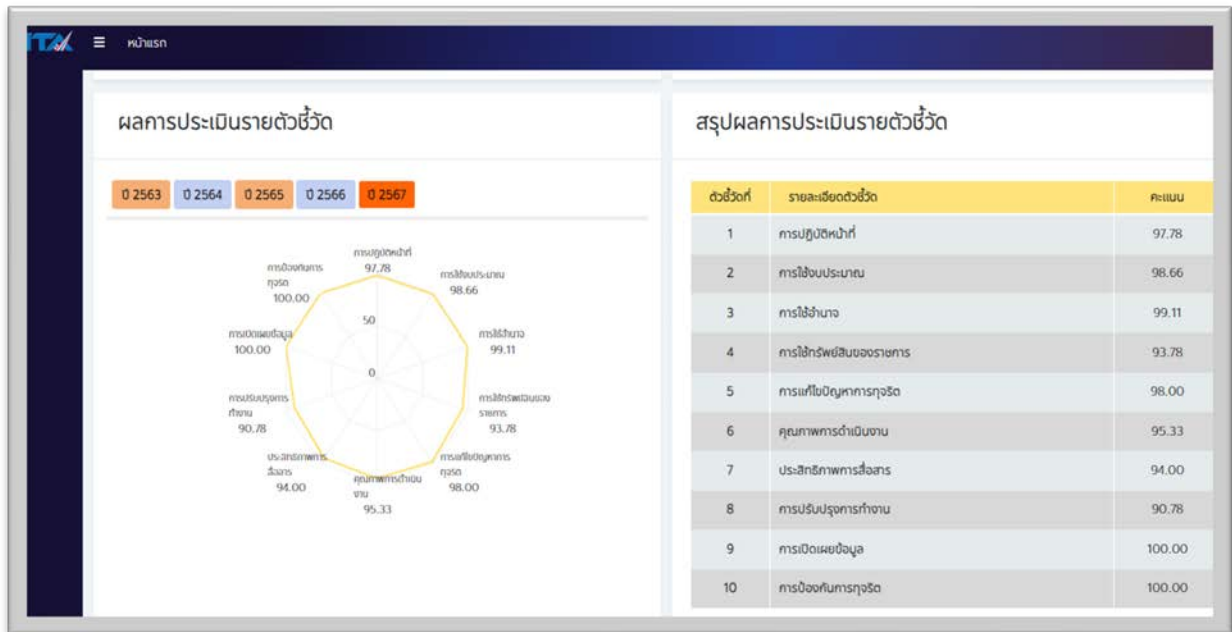 ITA
หน้าแรก
ผลการประเมินรายตัวชี้วัด
ปี 2563
ปี 2564
ปี 2565
ปี 2566
ปี 2567
การปฏิบัติหน้าที่
97.78
การใช้งบประมาณ
98.66
การใช้อำนาจ
99.11
การใช้ทรัพย์สินของ
ราชการ
93.78
การแก้ไขปัญหาการ
ทุจริต
98.00
คุณภาพการดำเนิน
งาน
95.33
ประสิทธิภาพการ
สื่อสาร
94.00
การปรับปรุงการ
ทำงาน
90.78
การเปิดเผยข้อมูล
100.00
การป้องกันการ
ทุจริต
100.00
50
0
สรุปผลการประเมินรายตัวชี้วัด
ตัวชี้วัดที่ รายละเอียดตัวชี้วัด คะแนน
1 การปฏิบัติหน้าที่ 97.78
2 การใช้งบประมาณ 98.66
3 การใช้อำนาจ 99.11
4 การใช้ทรัพย์สินของราชการ 93.78
5 การแก้ไขปัญหาการทุจริต 98.00
6 คุณภาพการดำเนินงาน 95.33
7 ประสิทธิภาพการสื่อสาร 94.00
8 การปรับปรุงการทำงาน 90.78
9 การเปิดเผยข้อมูล 100.00
10 การป้องกันการทุจริต 100.00